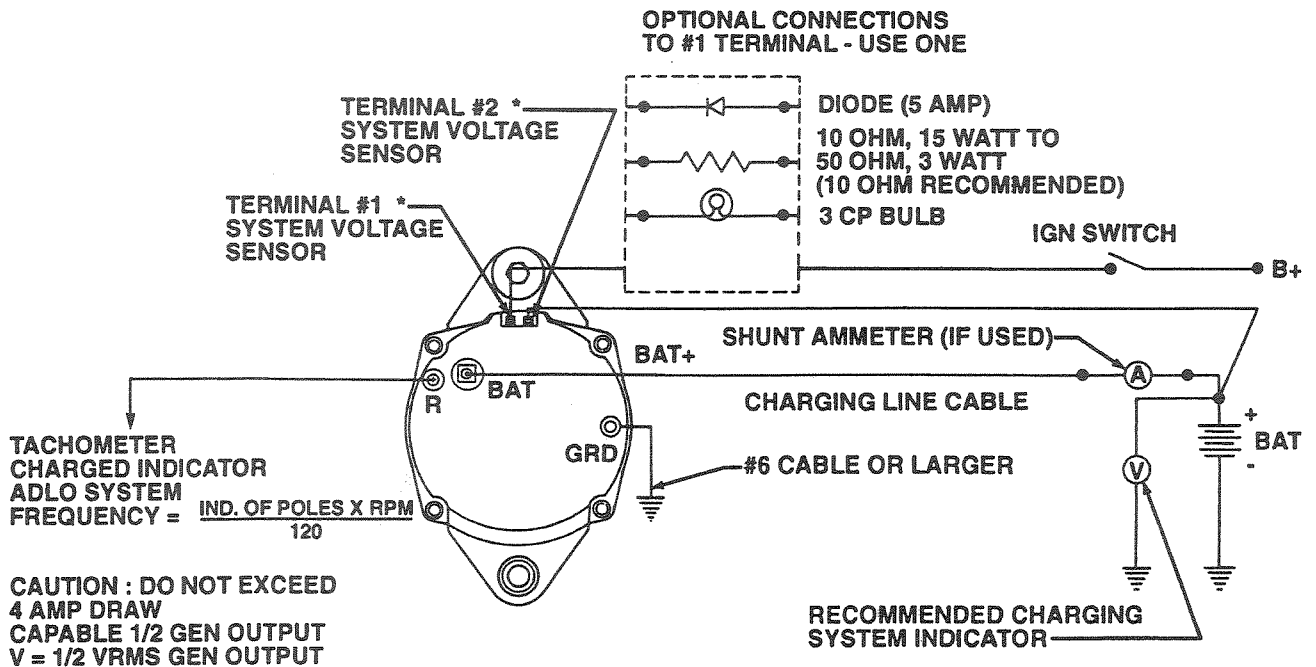 OPTIONAL CONNECTIONS
TO #1 TERMINAL - USE ONE
TERMINAL #2 *
SYSTEM VOLTAGE
SENSOR
DIODE (5 AMP)
10 OHM, 15 WATT TO
50 OHM, 3 WATT
(10 OHM RECOMMENDED)
3 CP BULB
TERMINAL #1 *
SYSTEM VOLTAGE
SENSOR
IGN SWITCH
B+
SHUNT AMMETER (IF USED)
BAT+
A
R
BAT
CHARGING LINE CABLE
+
BAT
-
GRD
#6 CABLE OR LARGER
V
TACHOMETER
CHARGED INDICATOR
ADLO SYSTEM
FREQUENCY = IND. OF POLES X RPM
120
CAUTION : DO NOT EXCEED
4 AMP DRAW
CAPABLE 1/2 GEN OUTPUT
V = 1/2 VRMS GEN OUTPUT
RECOMMENDED CHARGING
SYSTEM INDICATOR